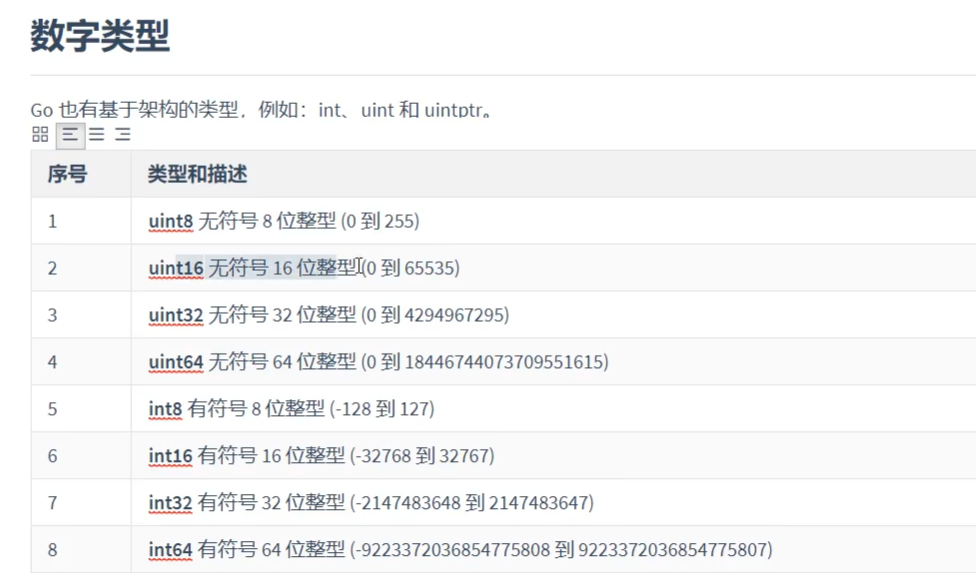 数字类型
Go 也有基于架构的类型，例如：int、uint 和 uintptr。
序号 类型和描述
1 uint8 无符号 8 位整型 (0 到 255)
2 uint16 无符号 16 位整型 (0 到 65535)
3 uint32 无符号 32 位整型 (0 到 4294967295)
4 uint64 无符号 64 位整型 (0 到 18446744073709551615)
5 int8 有符号 8 位整型 (-128 到 127)
6 int16 有符号 16 位整型 (-32768 到 32767)
7 int32 有符号 32 位整型 (-2147483648 到 2147483647)
8 int64 有符号 64 位整型 (-9223372036854775808 到 9223372036854775807)